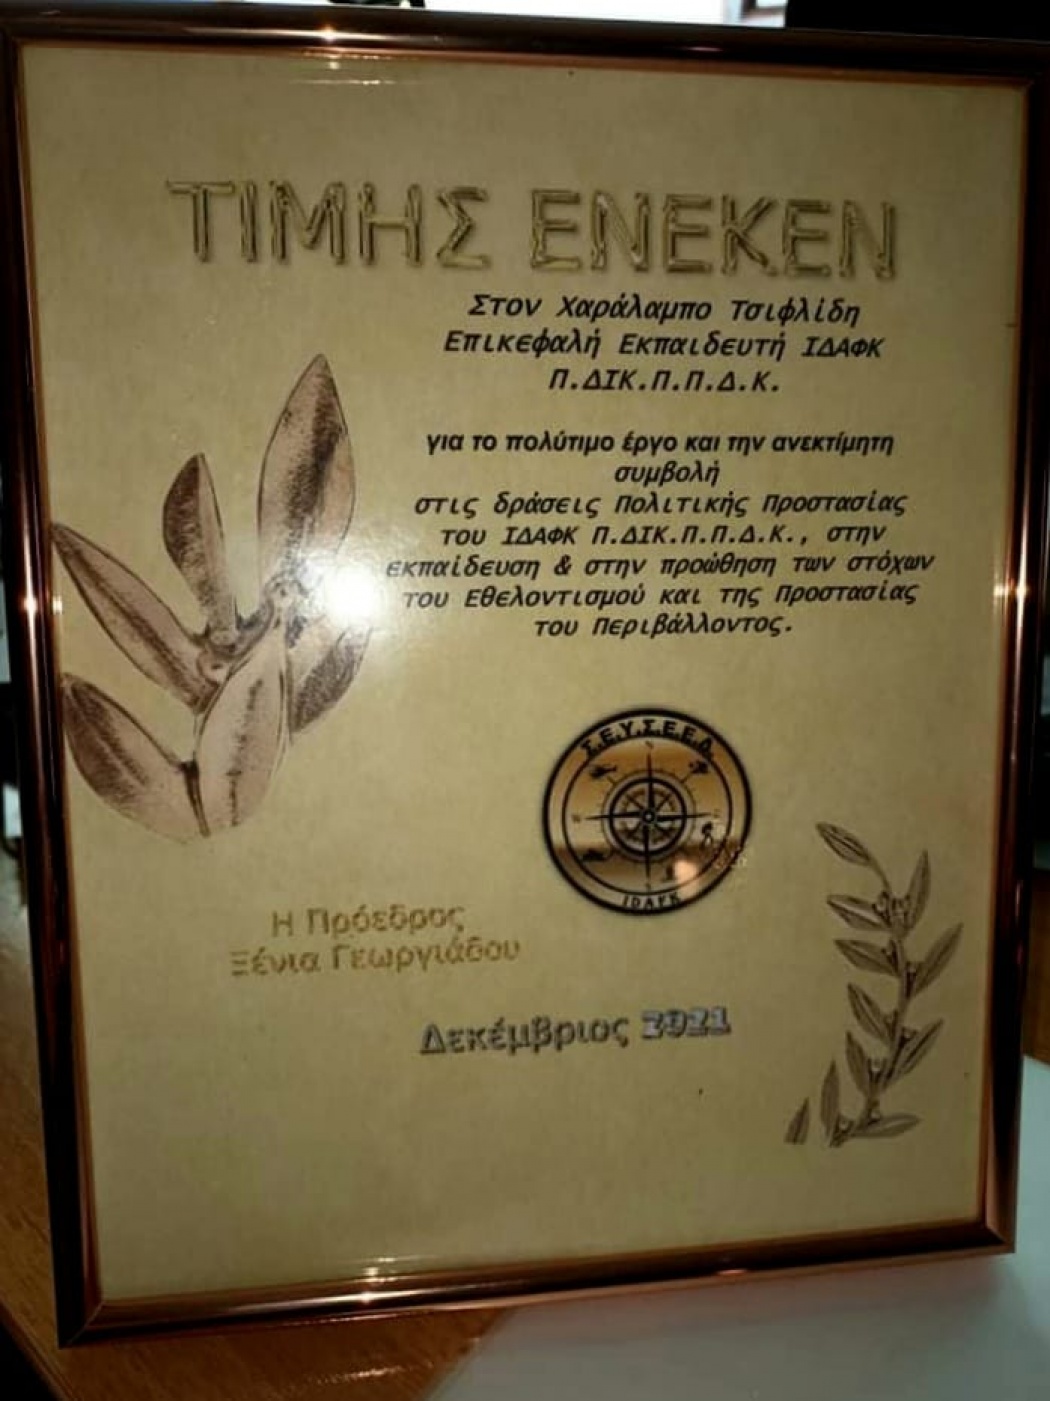 ΤΙΜΗΣ ΕΝΕΚΕΝ
Στον Χαράλαμπο Τσιφλίδη
Επικεφαλή Εκπαιδευτή ΙΔΑΦΚ
Π.ΔΙΚ.Π.Π.Δ.Κ.
για το πολύτιμο έργο και την ανεκτίμητη
συμβολή
στις δράσεις Πολιτικής Προστασίας
του ΙΔΑΦΚ Π.ΔΙΚ.Π.Π.Δ.Κ., στην
εκπαίδευση & στην προώθηση των στόχων
του Εθελοντισμού και της Προστασίας
του Περιβάλλοντος.
Σ.Ε.Υ.Σ.Ε.Ε.Δ.
IDAFK
Η Πρόεδρος
Ξένια Γεωργιάδου
Δεκέμβριος 2021